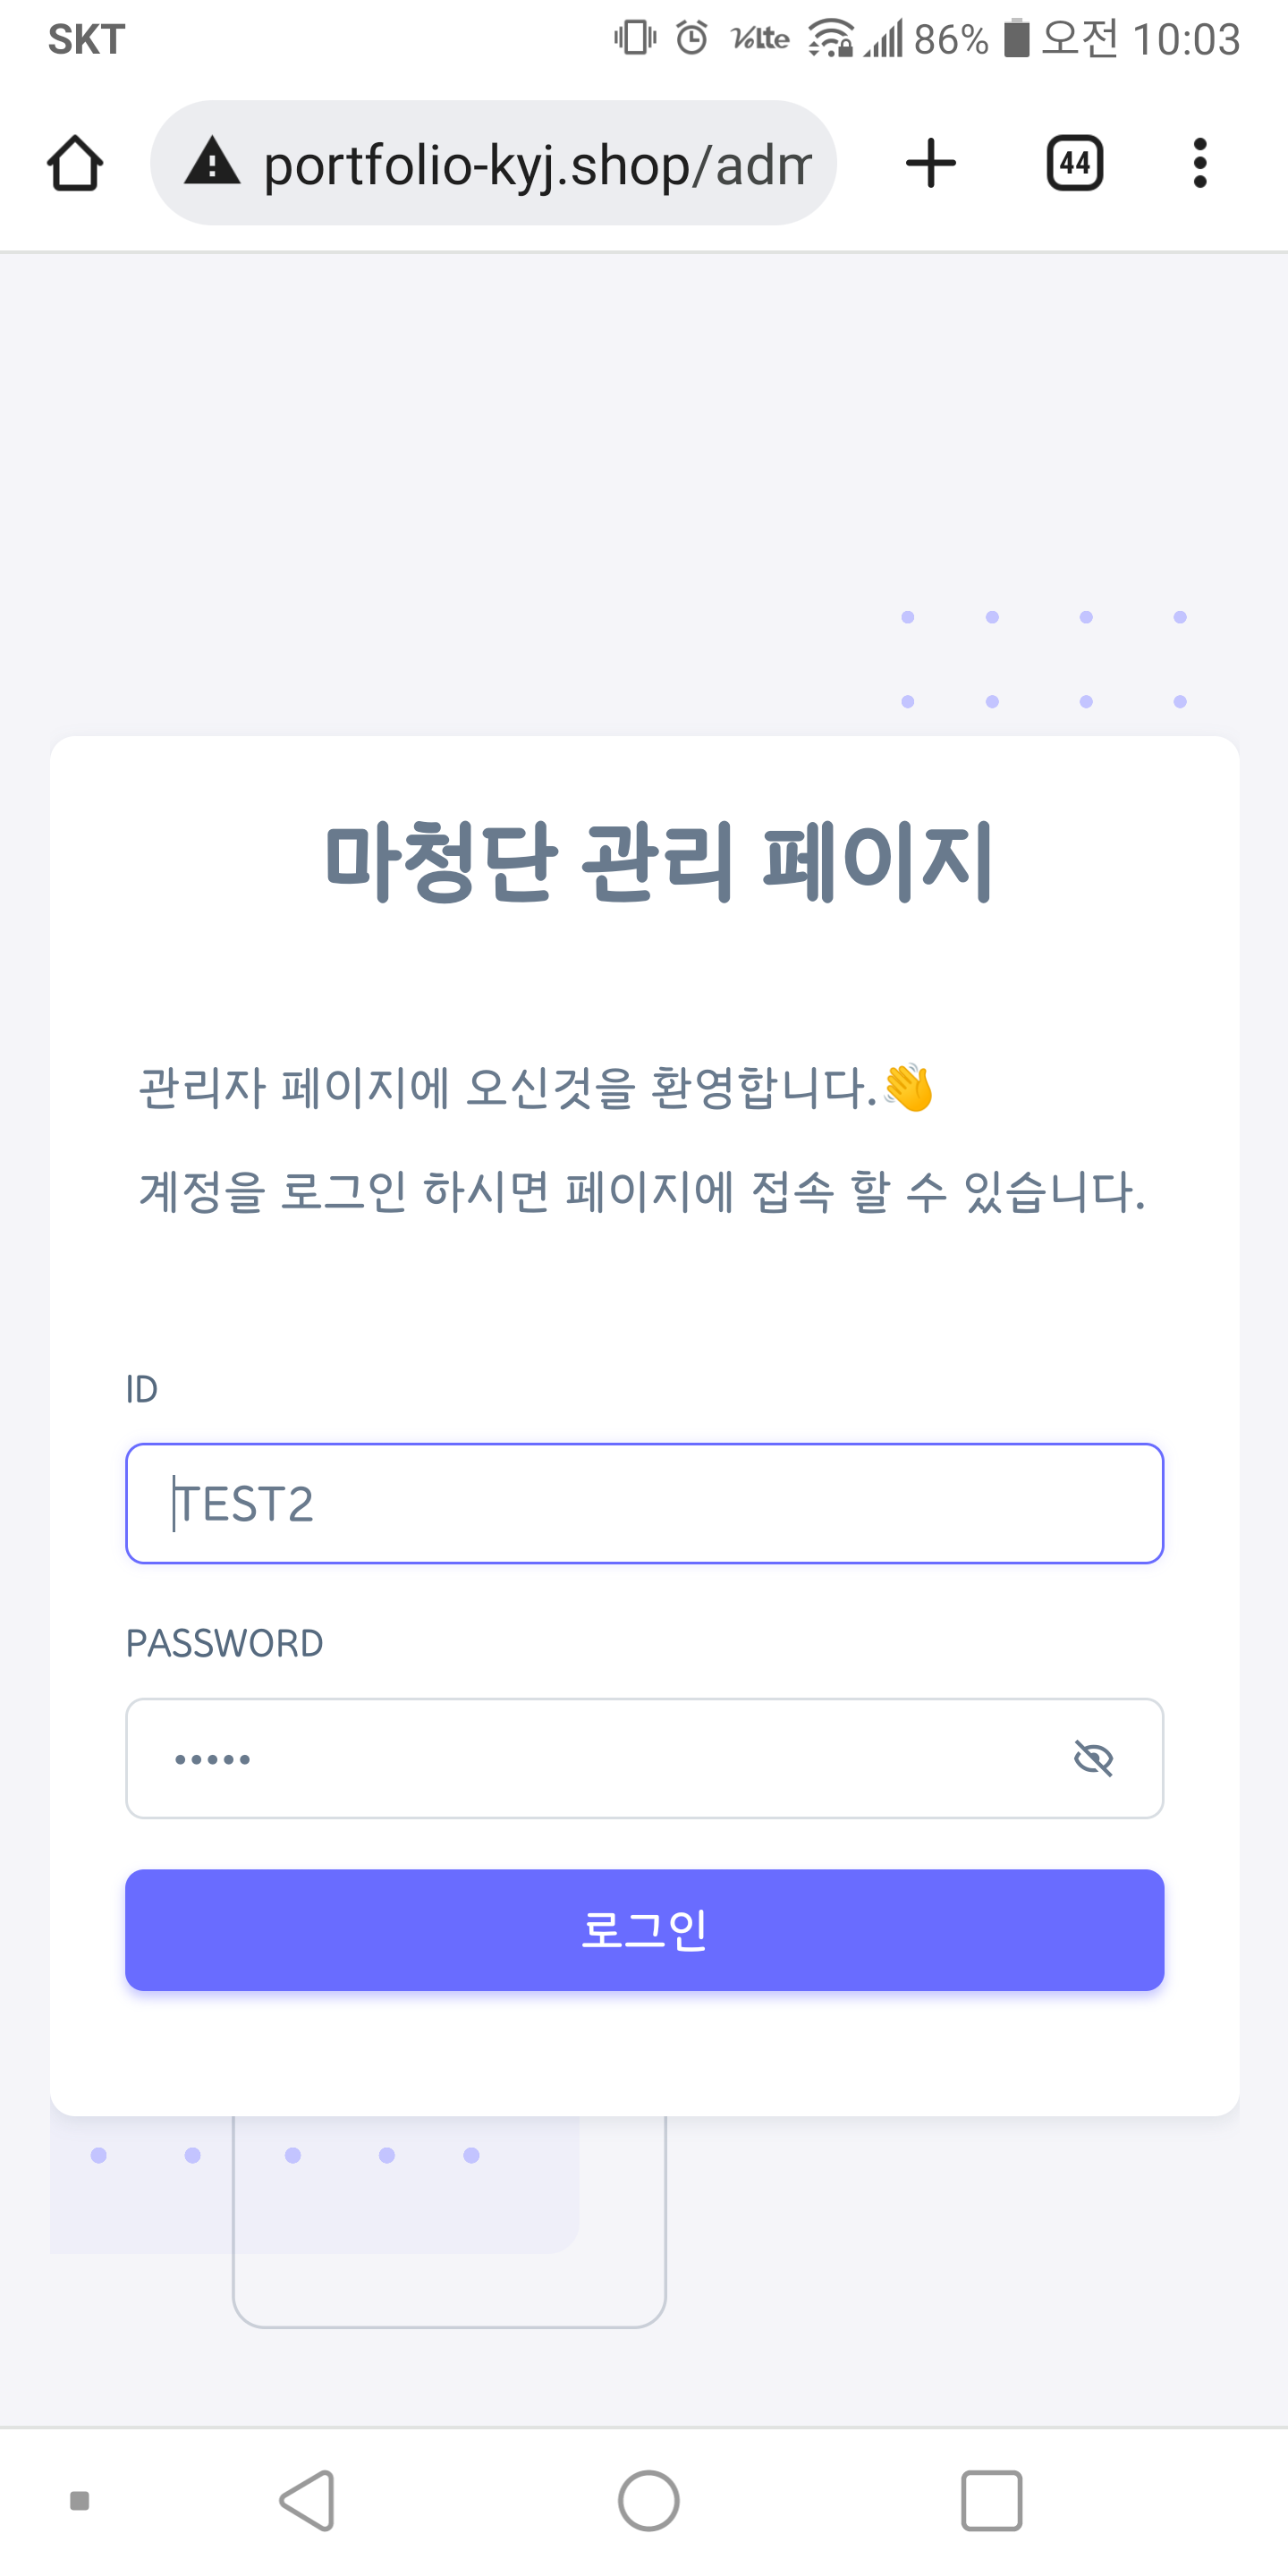 SKT VoLte 86% 오전 10:03
portfolio-kyj.shop/adm
44
마청단 관리 페이지
관리자 페이지에 오신것을 환영합니다.👋
계정을 로그인 하시면 페이지에 접속 할 수 있습니다.
ID
TEST2
PASSWORD
•••••
로그인